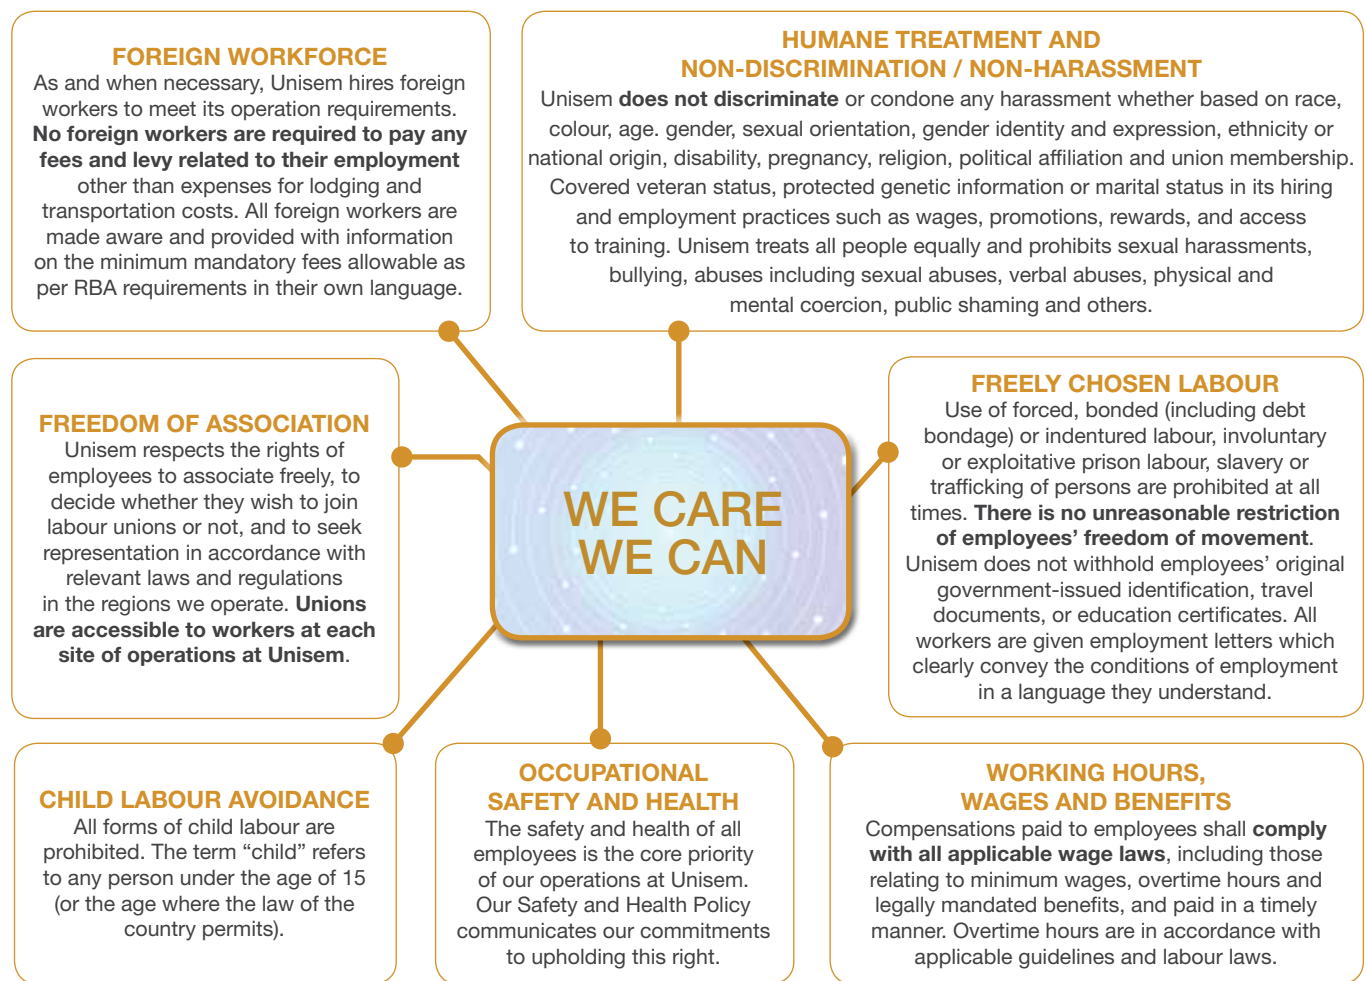 FOREIGN WORKFORCE
As and when necessary, Unisem hires foreign
workers to meet its operation requirements.
No foreign workers are required to pay any
fees and levy related to their employment
other than expenses for lodging and
transportation costs. All foreign workers are
made aware and provided with information
on the minimum mandatory fees allowable as
per RBA requirements in their own language.
HUMANE TREATMENT AND
NON-DISCRIMINATION / NON-HARASSMENT
Unisem does not discriminate or condone any harassment whether based on race,
colour, age. gender, sexual orientation, gender identity and expression, ethnicity or
national origin, disability, pregnancy, religion, political affiliation and union membership.
Covered veteran status, protected genetic information or marital status in its hiring
and employment practices such as wages, promotions, rewards, and access
to training. Unisem treats all people equally and prohibits sexual harassments,
bullying, abuses including sexual abuses, verbal abuses, physical and
mental coercion, public shaming and others.
FREEDOM OF ASSOCIATION
Unisem respects the rights of
employees to associate freely, to
decide whether they wish to join
labour unions or not, and to seek
representation in accordance with
relevant laws and regulations
in the regions we operate. Unions
are accessible to workers at each
site of operations at Unisem.
WE CARE
WE CAN
FREELY CHOSEN LABOUR
Use of forced, bonded (including debt
bondage) or indentured labour, involuntary
or exploitative prison labour, slavery or
trafficking of persons are prohibited at all
times. There is no unreasonable restriction
of employees’ freedom of movement.
Unisem does not withhold employees’ original
government-issued identification, travel
documents, or education certificates. All
workers are given employment letters which
clearly convey the conditions of employment
in a language they understand.
CHILD LABOUR AVOIDANCE
All forms of child labour are
prohibited. The term “child” refers
to any person under the age of 15
(or the age where the law of the
country permits).
OCCUPATIONAL
SAFETY AND HEALTH
The safety and health of all
employees is the core priority
of our operations at Unisem.
Our Safety and Health Policy
communicates our commitments
to upholding this right.
WORKING HOURS,
WAGES AND BENEFITS
Compensations paid to employees shall comply
with all applicable wage laws, including those
relating to minimum wages, overtime hours and
legally mandated benefits, and paid in a timely
manner. Overtime hours are in accordance with
applicable guidelines and labour laws.